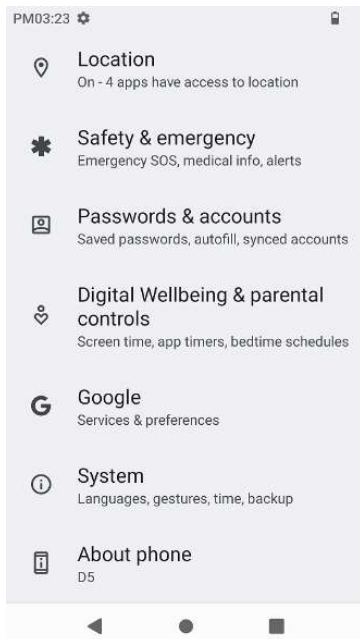 PM03:23
Location
On - 4 apps have access to location
Safety & emergency
Emergency SOS, medical info, alerts
Passwords & accounts
Saved passwords, autofill, synced accounts
Digital Wellbeing & parental
controls
Screen time, app timers, bedtime schedules
Google
Services & preferences
System
Languages, gestures, time, backup
About phone
D5